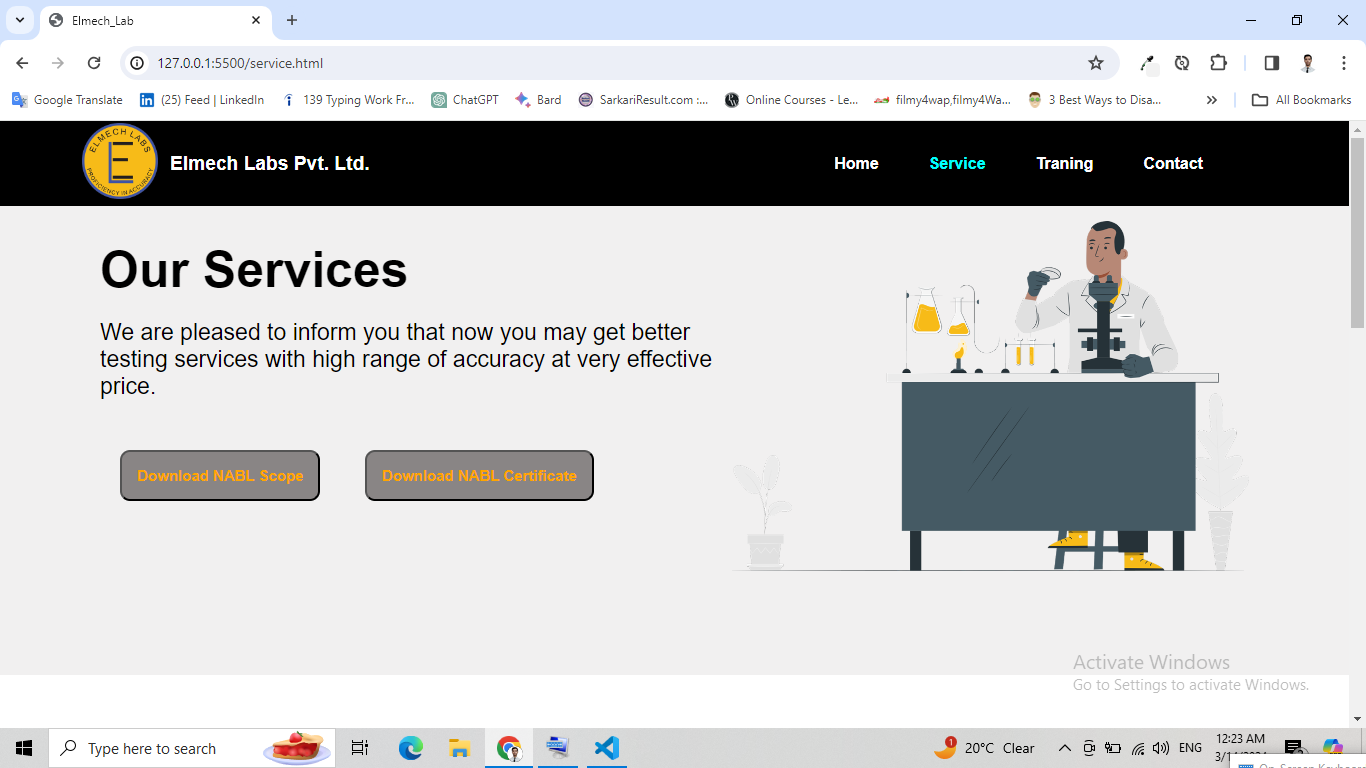 Elmech_Lab
127.0.0.1:5500/service.html
Google Translate
(25) Feed | LinkedIn
139 Typing Work Fr...
ChatGPT
Bard
SarkariResult.com :...
Online Courses - Le...
filmy4wap,filmy4Wa...
3 Best Ways to Disa...
All Bookmarks
ELMECH LABS
E
PROFICIENCY IN ACCURACY
Elmech Labs Pvt. Ltd.
Home
Service
Traning
Contact
Our Services
We are pleased to inform you that now you may get better
testing services with high range of accuracy at very effective
price.
Download NABL Scope
Download NABL Certificate
Activate Windows
Go to Settings to activate Windows.
Type here to search
1
20°C Clear
ENG
12:23 AM